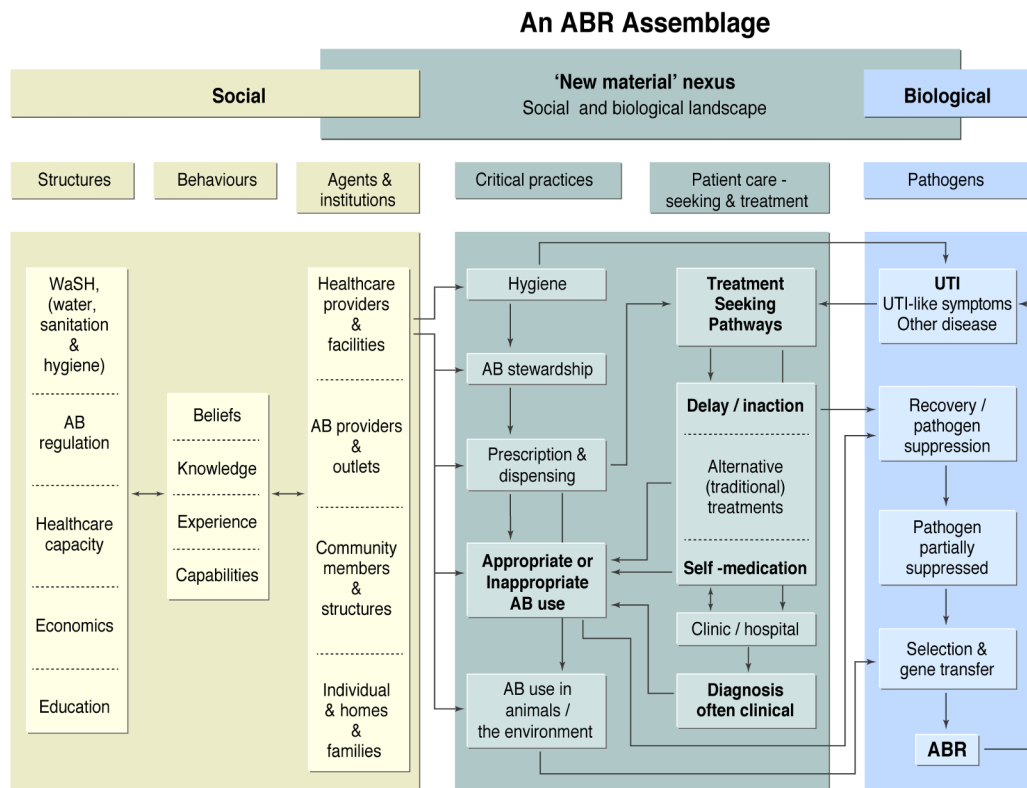 An ABR Assemblage
Social
‘New material’ nexus
Social and biological landscape
Biological
Structures
Behaviours
Agents &
institutions
Critical practices
Patient care -
seeking & treatment
Pathogens
WaSH,
(water,
sanitation
&
hygiene)
AB
regulation
Healthcare
capacity
Economics
Education
Beliefs
Knowledge
Experience
Capabilities
Healthcare
providers
&
facilities
AB providers
&
outlets
Community
members
&
structures
Individual
& homes
&
families
Hygiene
AB stewardship
Prescription &
dispensing
Appropriate or
Inappropriate
AB use
AB use in
animals /
the environment
Treatment
Seeking
Pathways
Delay / inaction
Alternative
(traditional)
treatments
Self -medication
Clinic / hospital
Diagnosis
often clinical
UTI
UTI-like symptoms
Other disease
Recovery /
pathogen
suppression
Pathogen
partially
suppressed
Selection &
gene transfer
ABR